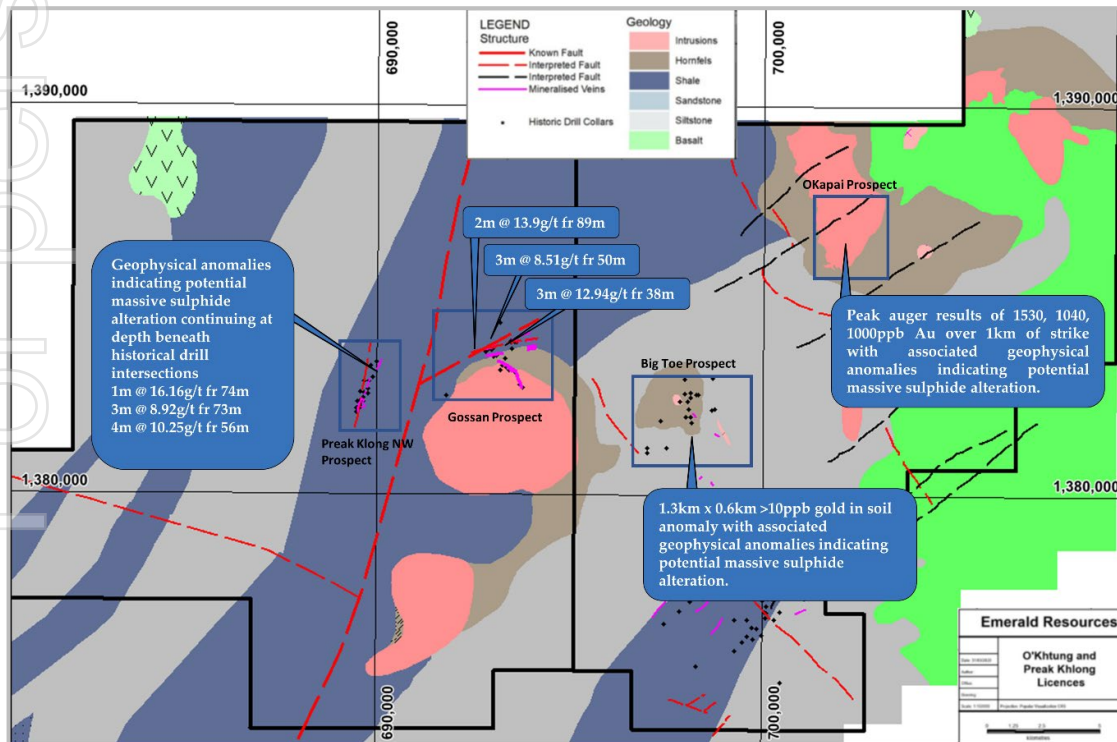 LEGEND
Structure
Known Fault
Interpreted Fault
Interpreted Fault
Mineralised Veins
Historic Drill Collars
Geology
Intrusions
Hornfels
Shale
Sandstone
Siltstone
Basalt
690,000
700,000
1,390,000
1,390,000
OKapai Prospect
2m @ 13.9g/t fr 89m
3m @ 8.51g/t fr 50m
3m @ 12.94g/t fr 38m
Geophysical anomalies
indicating potential
massive sulphide
alteration continuing at
depth beneath
historical drill
intersections
1m @ 16.16g/t fr 74m
3m @ 8.92g/t fr 73m
4m @ 10.25g/t fr 56m
Peak auger results of 1530, 1040,
1000ppb Au over 1km of strike
with associated geophysical
anomalies indicating potential
massive sulphide alteration.
Big Toe Prospect
Gossan Prospect
Preak Klong NW
Prospect
1,380,000
1,380,000
1.3km x 0.6km >10ppb gold in soil
anomaly with associated
geophysical anomalies indicating
potential massive sulphide
alteration.
690,000
700,000
Emerald Resources
O'Khtung and
Preak Khlong
Licences
0 1.25 2.5 5
kilometres